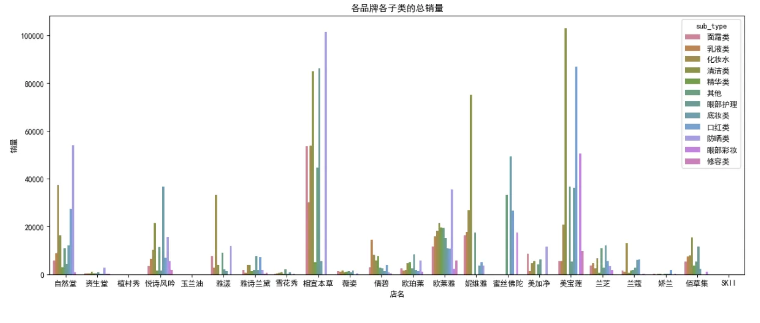 各品牌各子类的总销量
sub_type
面霜类
乳液类
化妆水
清洁类
精华类
其他
眼部护理
底妆类
口红类
防晒类
眼部彩妆
修容类
销量
100000
80000
60000
40000
20000
0
自然堂 资生堂 植村秀 悦诗风吟 玉兰油 雅漾 雅诗兰黛 雪花秀 相宜本草 薇姿 倩碧 欧珀莱 欧莱雅 妮维雅 蜜丝佛陀 美加净 美宝莲 兰芝 兰蔻 娇兰 佰草集 SKII
店名